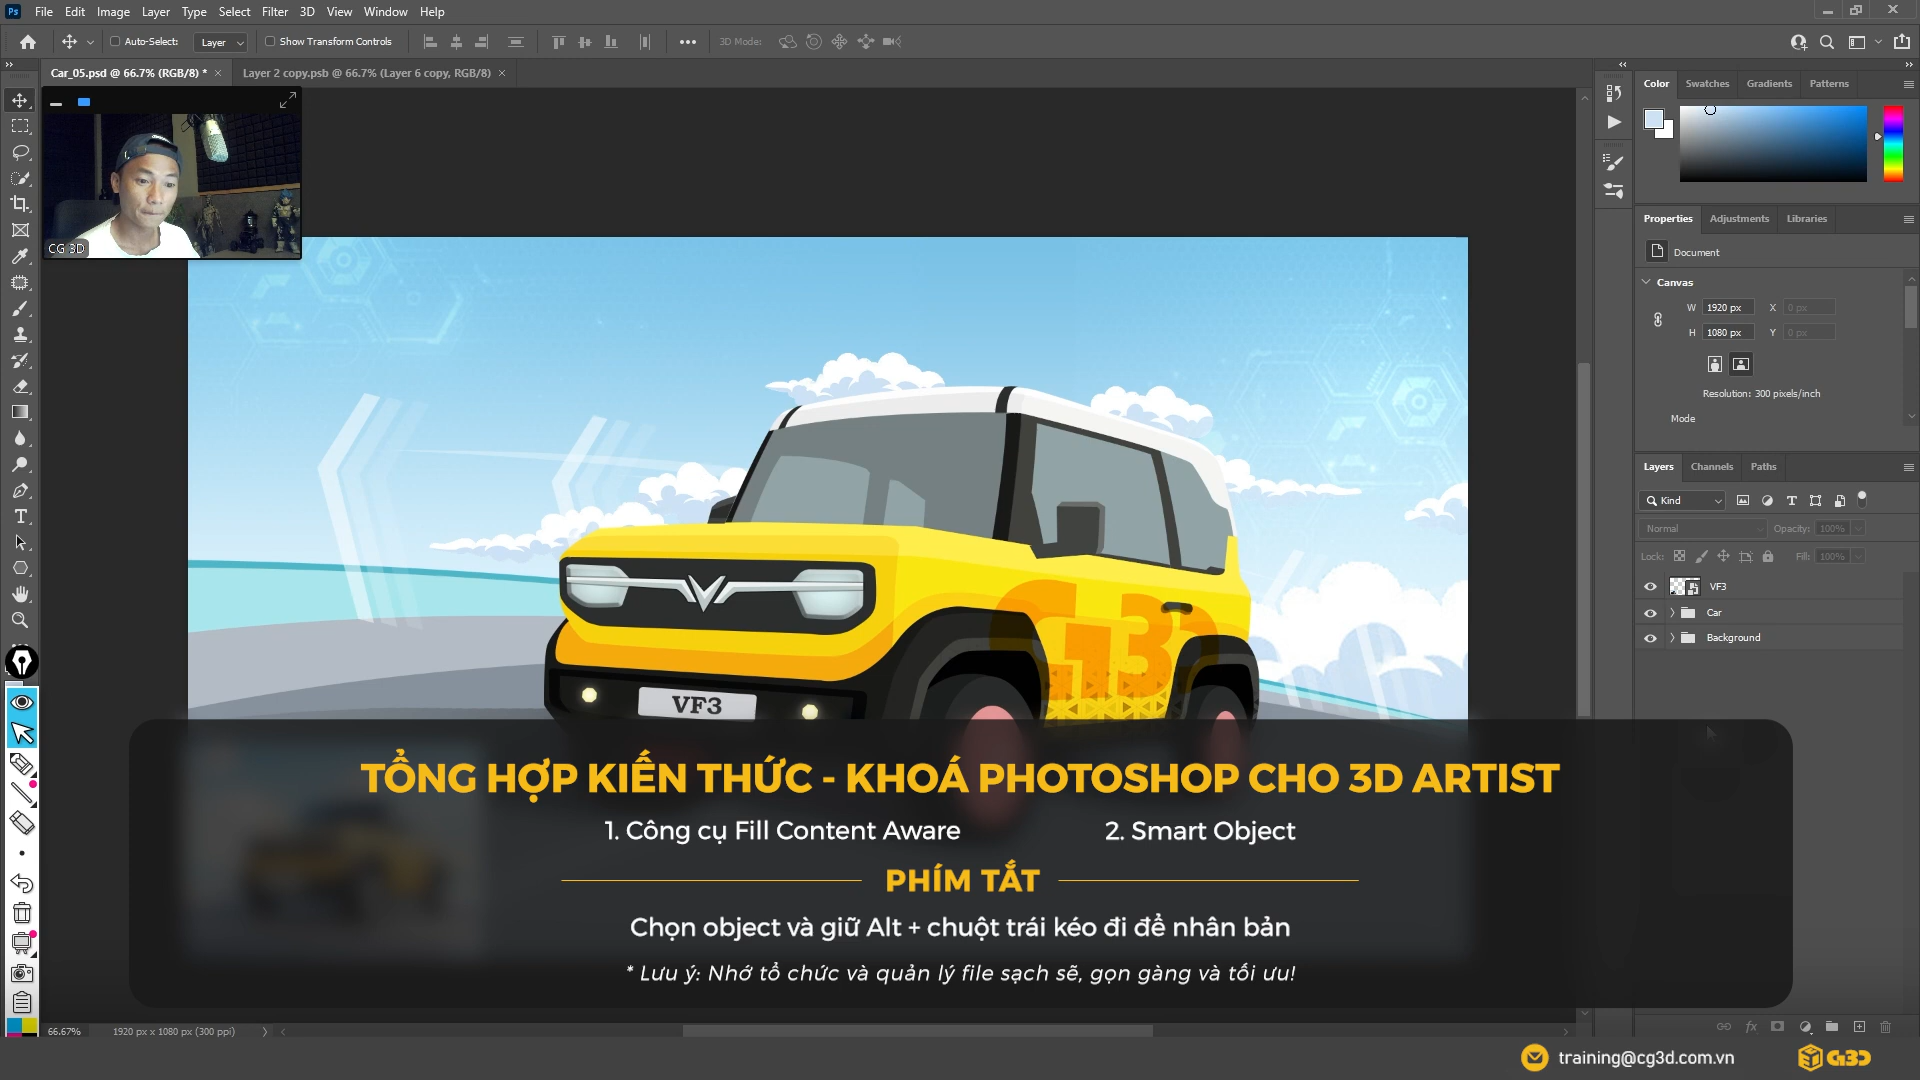 Ps File Edit Image Layer Type Select Filter 3D View Window Help
Auto-Select: Layer Show Transform Controls 3D Mode:
Car_05.psd @ 66.7% (RGB/8) * Layer 2 copy.psb @ 66.7% (Layer 6 copy, RGB/8)
CG 3D
Color Swatches Gradients Patterns
Properties Adjustments Libraries
Document
Canvas
W 1920 px X 0 px
H 1080 px Y 0 px
Resolution: 300 pixels/inch
Mode
Layers Channels Paths
Kind
Normal Opacity: 100%
Lock: Fill: 100%
VF3
Car
Background
VF3
TỔNG HỢP KIẾN THỨC - KHOÁ PHOTOSHOP CHO 3D ARTIST
1. Công cụ Fill Content Aware 2. Smart Object
PHÍM TẮT
Chọn object và giữ Alt + chuột trái kéo đi để nhân bản
* Lưu ý: Nhớ tổ chức và quản lý file sạch sẽ, gọn gàng và tối ưu!
66.67% 1920 px x 1080 px (300 ppi)
training@cg3d.com.vn